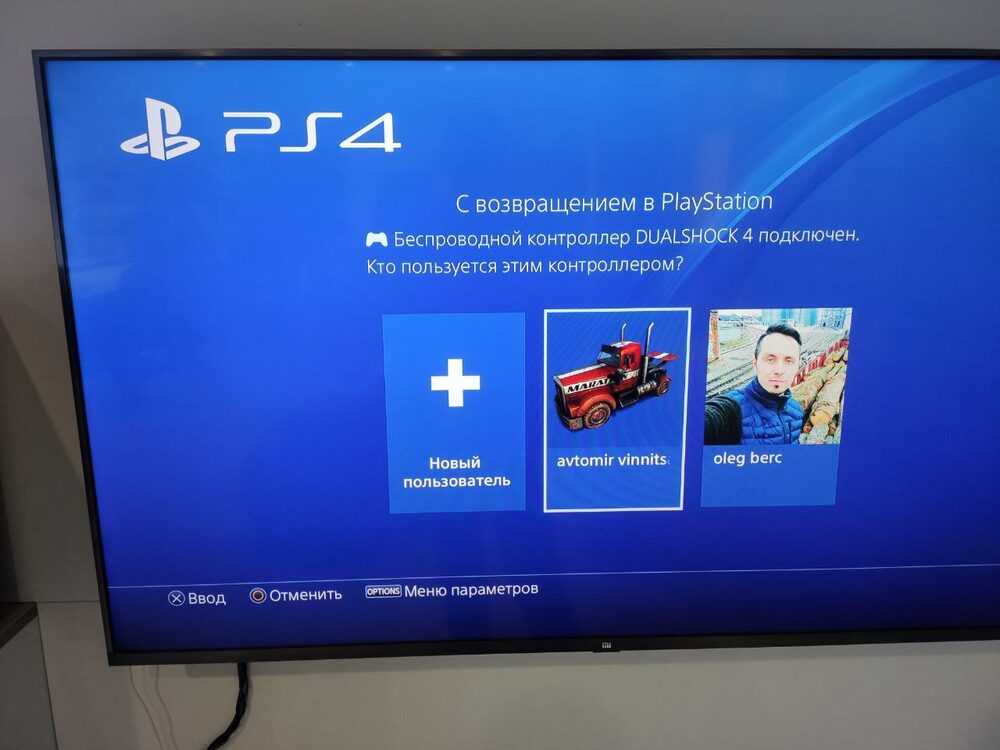 PS4
С возвращением в PlayStation
Беспроводной контроллер DUALSHOCK 4 подключен.
Кто пользуется этим контроллером?
Новый
пользователь
avtomir vinnits
oleg berc
Ввод
Отменить
OPTIONS Меню параметров
mi